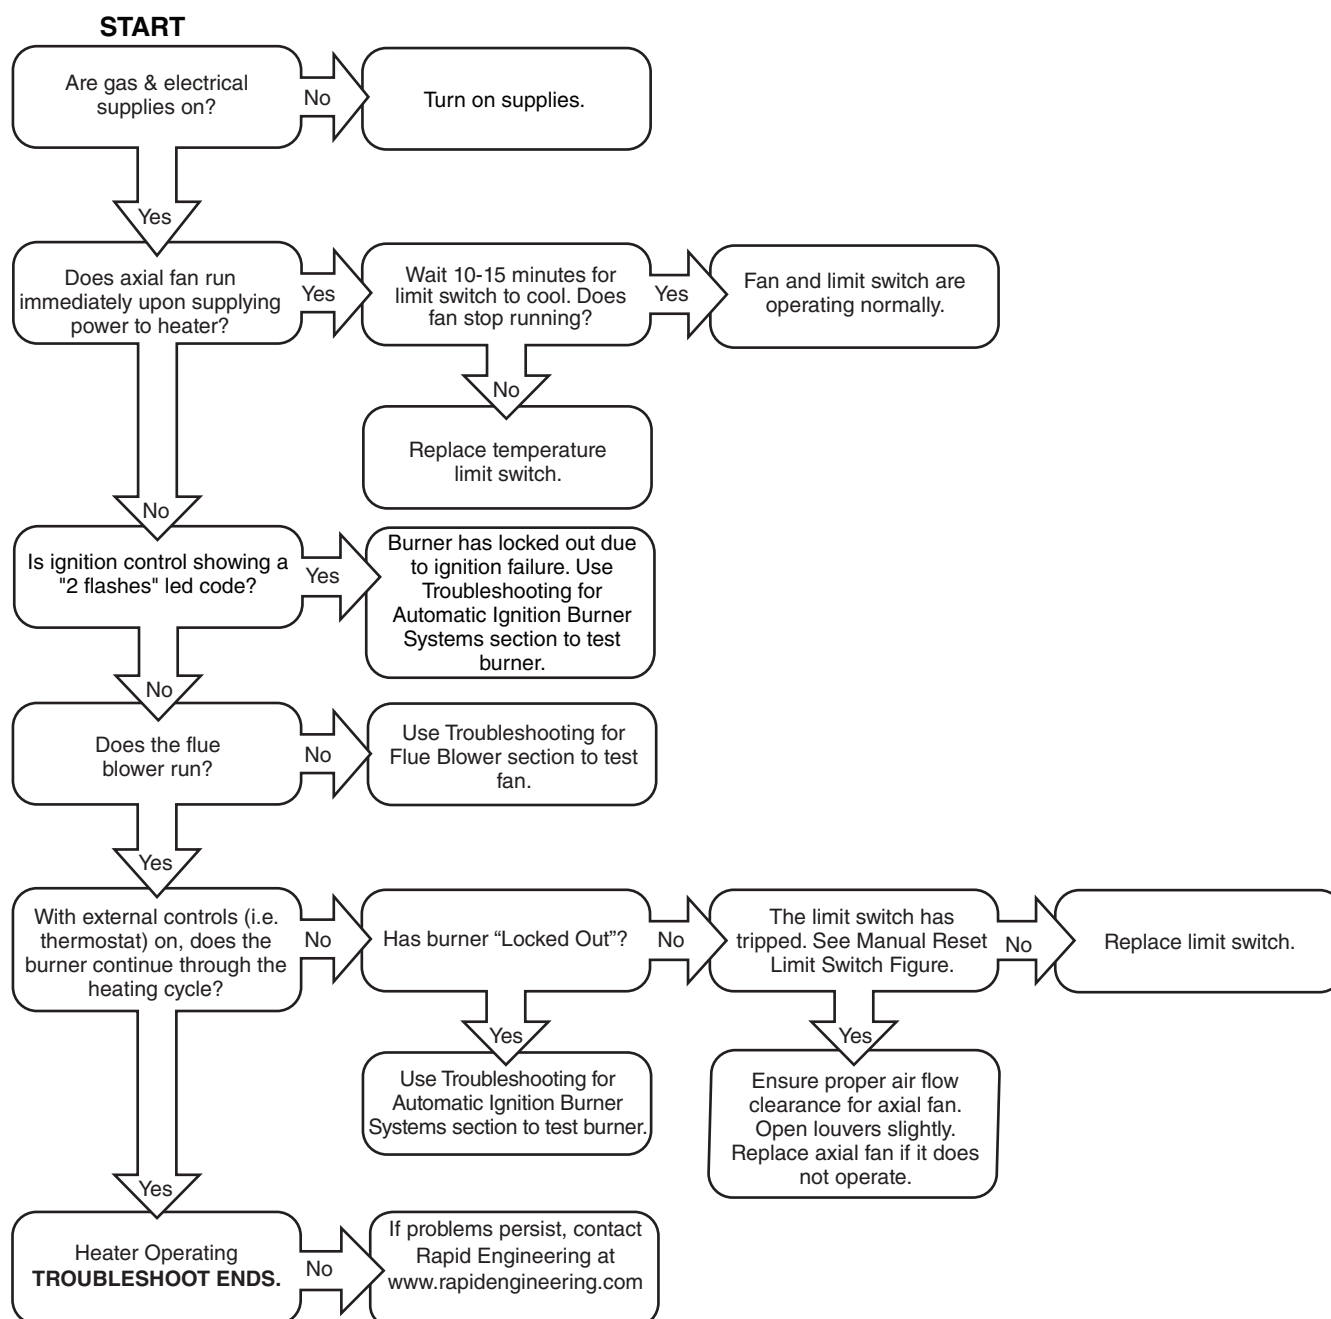 START
Are gas & electrical
supplies on?
No
Turn on supplies.
Yes
Does axial fan run
immediately upon supplying
power to heater?
Yes
Wait 10-15 minutes for
limit switch to cool. Does
fan stop running?
Yes
Fan and limit switch are
operating normally.
No
Replace temperature
limit switch.
No
Is ignition control showing a
"2 flashes" led code?
Yes
Burner has locked out due
to ignition failure. Use
Troubleshooting for
Automatic Ignition Burner
Systems section to test
burner.
No
Does the flue
blower run?
No
Use Troubleshooting for
Flue Blower section to test
fan.
Yes
With external controls (i.e.
thermostat) on, does the
burner continue through the
heating cycle?
No
Has burner “Locked Out”?
No
The limit switch has
tripped. See Manual Reset
Limit Switch Figure.
No
Replace limit switch.
Yes
Use Troubleshooting for
Automatic Ignition Burner
Systems section to test burner.
Yes
Ensure proper air flow
clearance for axial fan.
Open louvers slightly.
Replace axial fan if it does
not operate.
Yes
Heater Operating
TROUBLESHOOT ENDS.
No
If problems persist, contact
Rapid Engineering at
www.rapidengineering.com